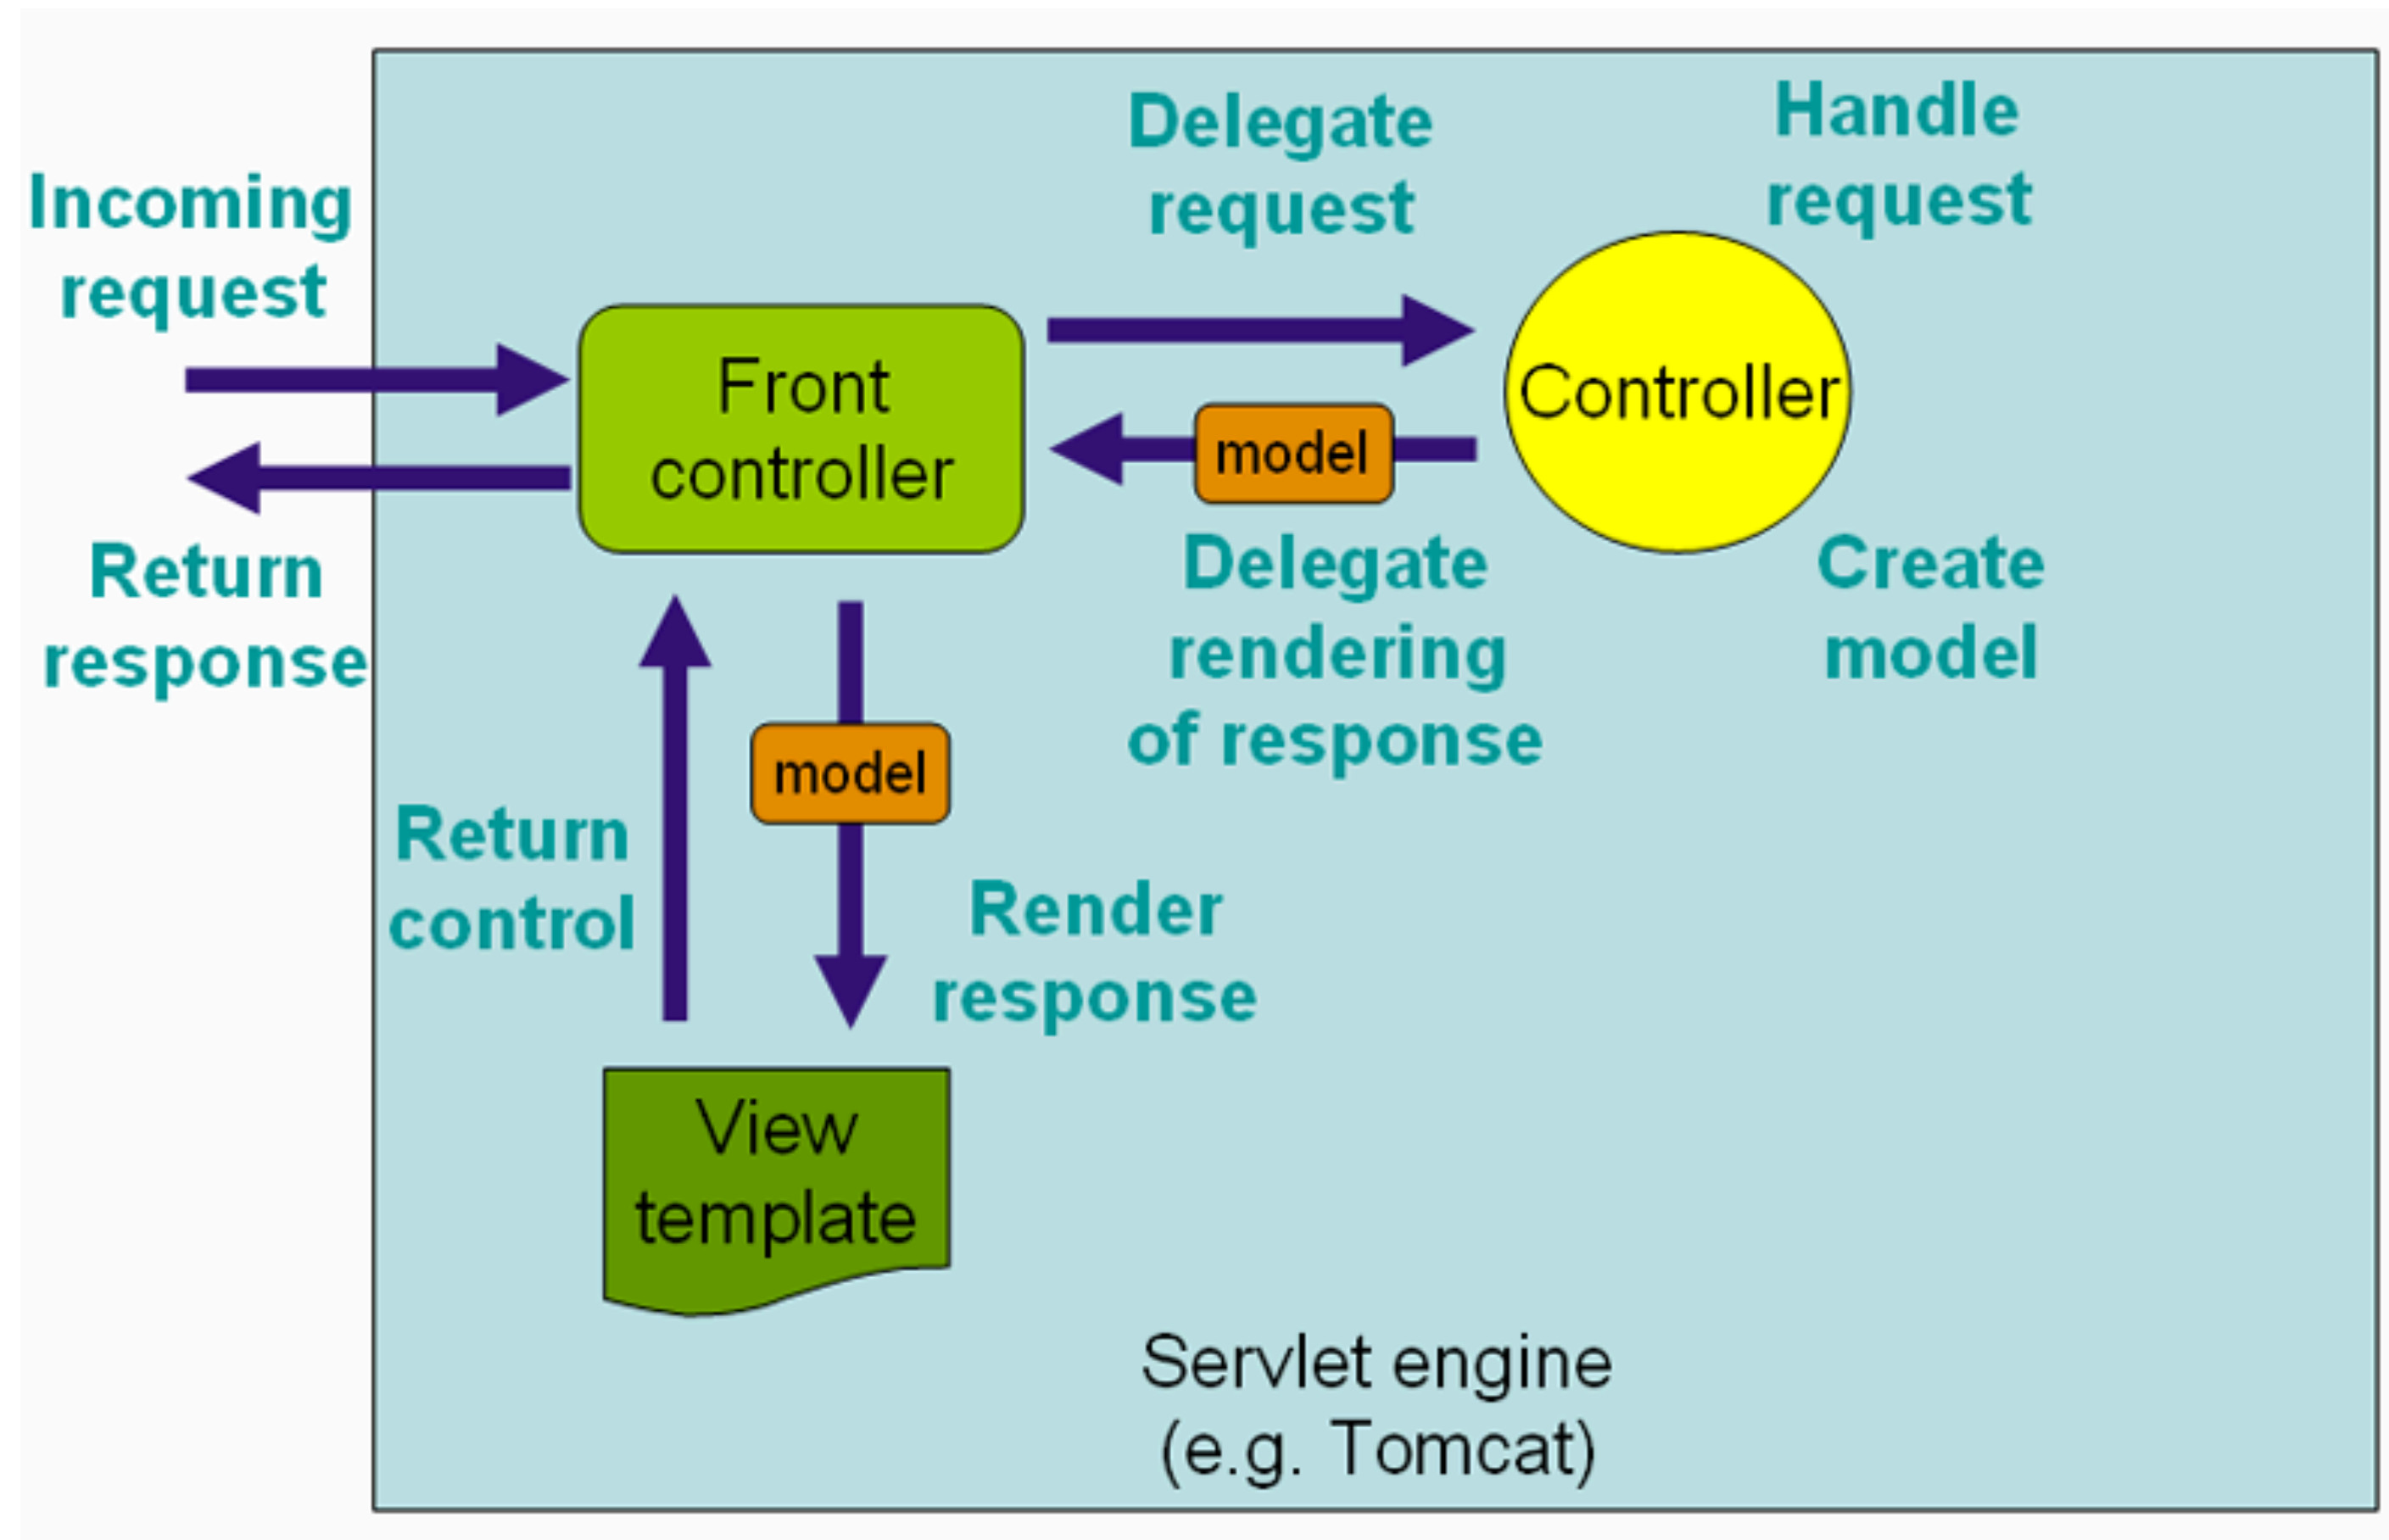 Incoming
request
Delegate
request
Handle
request
Front
controller
Controller
model
Return
response
Delegate
rendering
of response
Create
model
model
Return
control
Render
response
View
template
Servlet engine
(e.g. Tomcat)